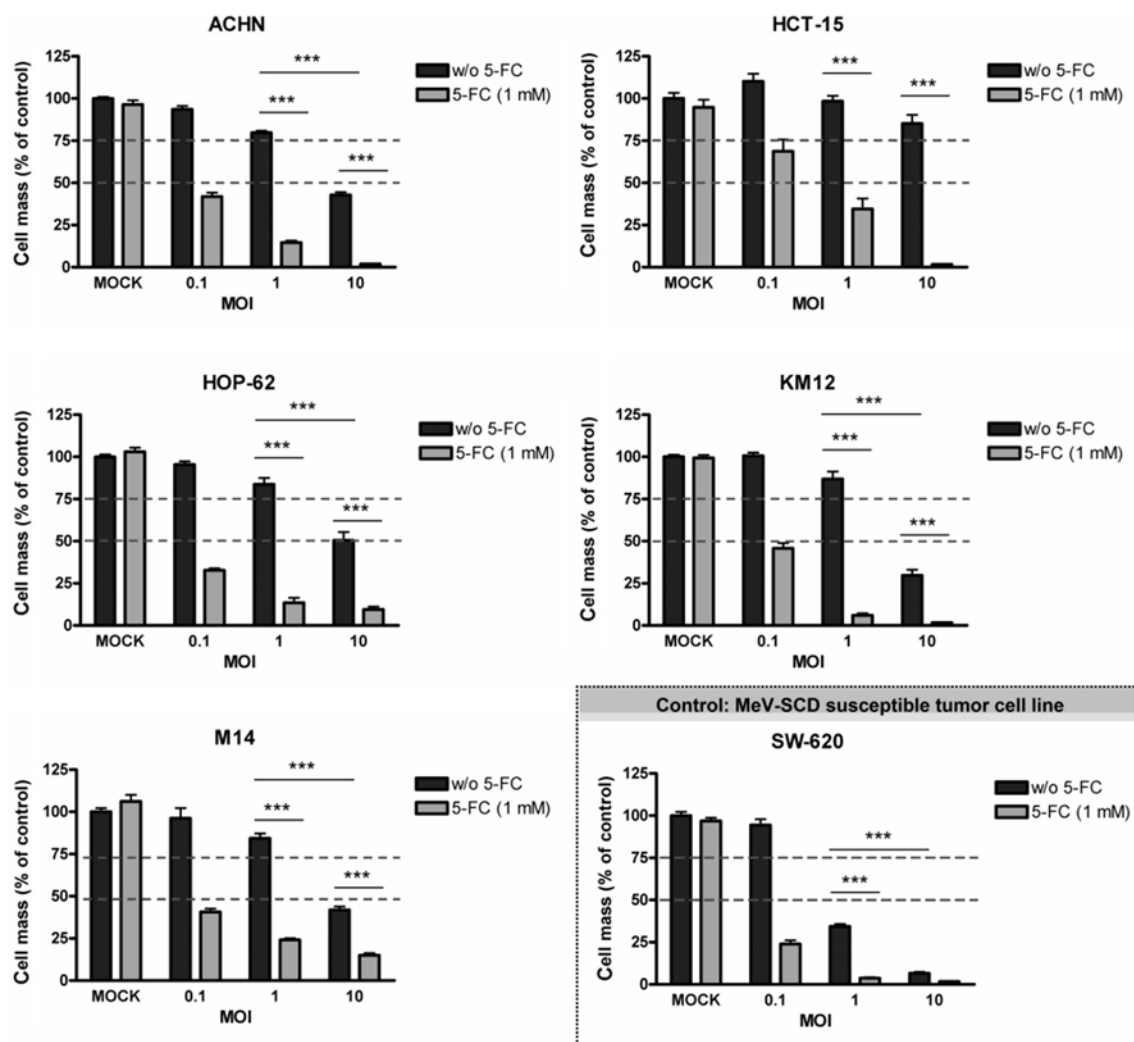 ACHN
Cell mass (% of control)
125
100
75
50
25
0
***
***
***
w/o 5-FC
5-FC (1 mM)
MOCK 0.1 1 10
MOI
HCT-15
Cell mass (% of control)
125
100
75
50
25
0
***
***
w/o 5-FC
5-FC (1 mM)
MOCK 0.1 1 10
MOI
HOP-62
Cell mass (% of control)
125
100
75
50
25
0
***
***
***
w/o 5-FC
5-FC (1 mM)
MOCK 0.1 1 10
MOI
KM12
Cell mass (% of control)
125
100
75
50
25
0
***
***
***
w/o 5-FC
5-FC (1 mM)
MOCK 0.1 1 10
MOI
M14
Cell mass (% of control)
125
100
75
50
25
0
***
***
***
w/o 5-FC
5-FC (1 mM)
MOCK 0.1 1 10
MOI
Control: MeV-SCD susceptible tumor cell line
SW-620
Cell mass (% of control)
125
100
75
50
25
0
***
***
w/o 5-FC
5-FC (1 mM)
MOCK 0.1 1 10
MOI